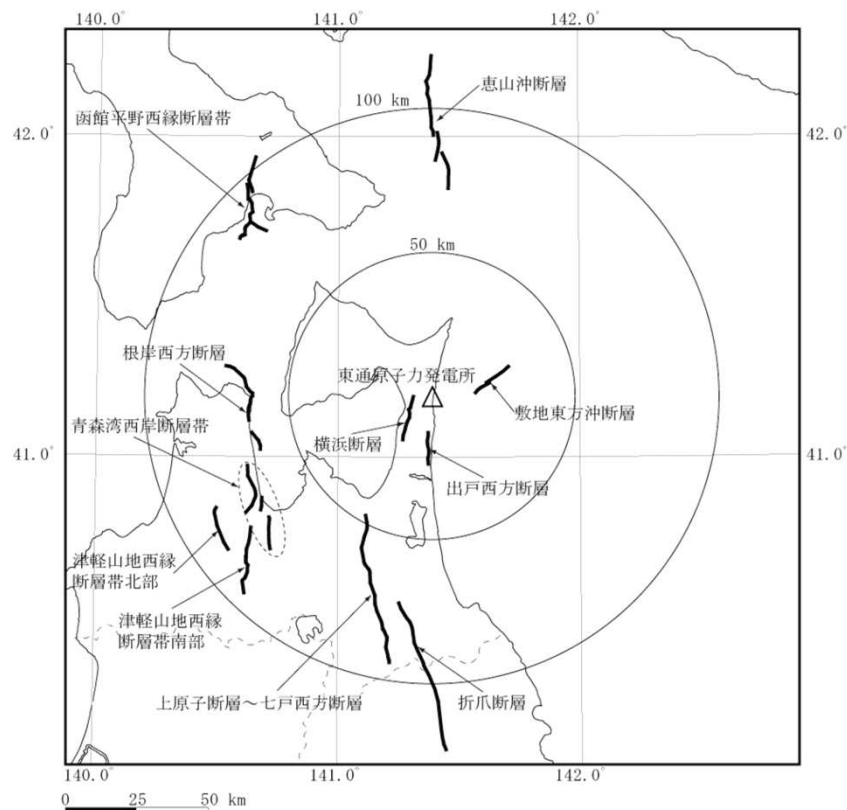 140.0° 141.0° 142.0°
恵山沖断層
100 km
函館平野西縁断層帯
42.0° 42.0°
50 km
根岸西方断層
東通原子力発電所
敷地東方沖断層
青森湾西岸断層帯
横浜断層
41.0° 41.0°
出戸西方断層
津軽山地西縁
断層帯北部
津軽山地西縁
断層帯南部
上原子断層～七戸西方断層
折爪断層
140.0° 141.0° 142.0°
0 25 50 km